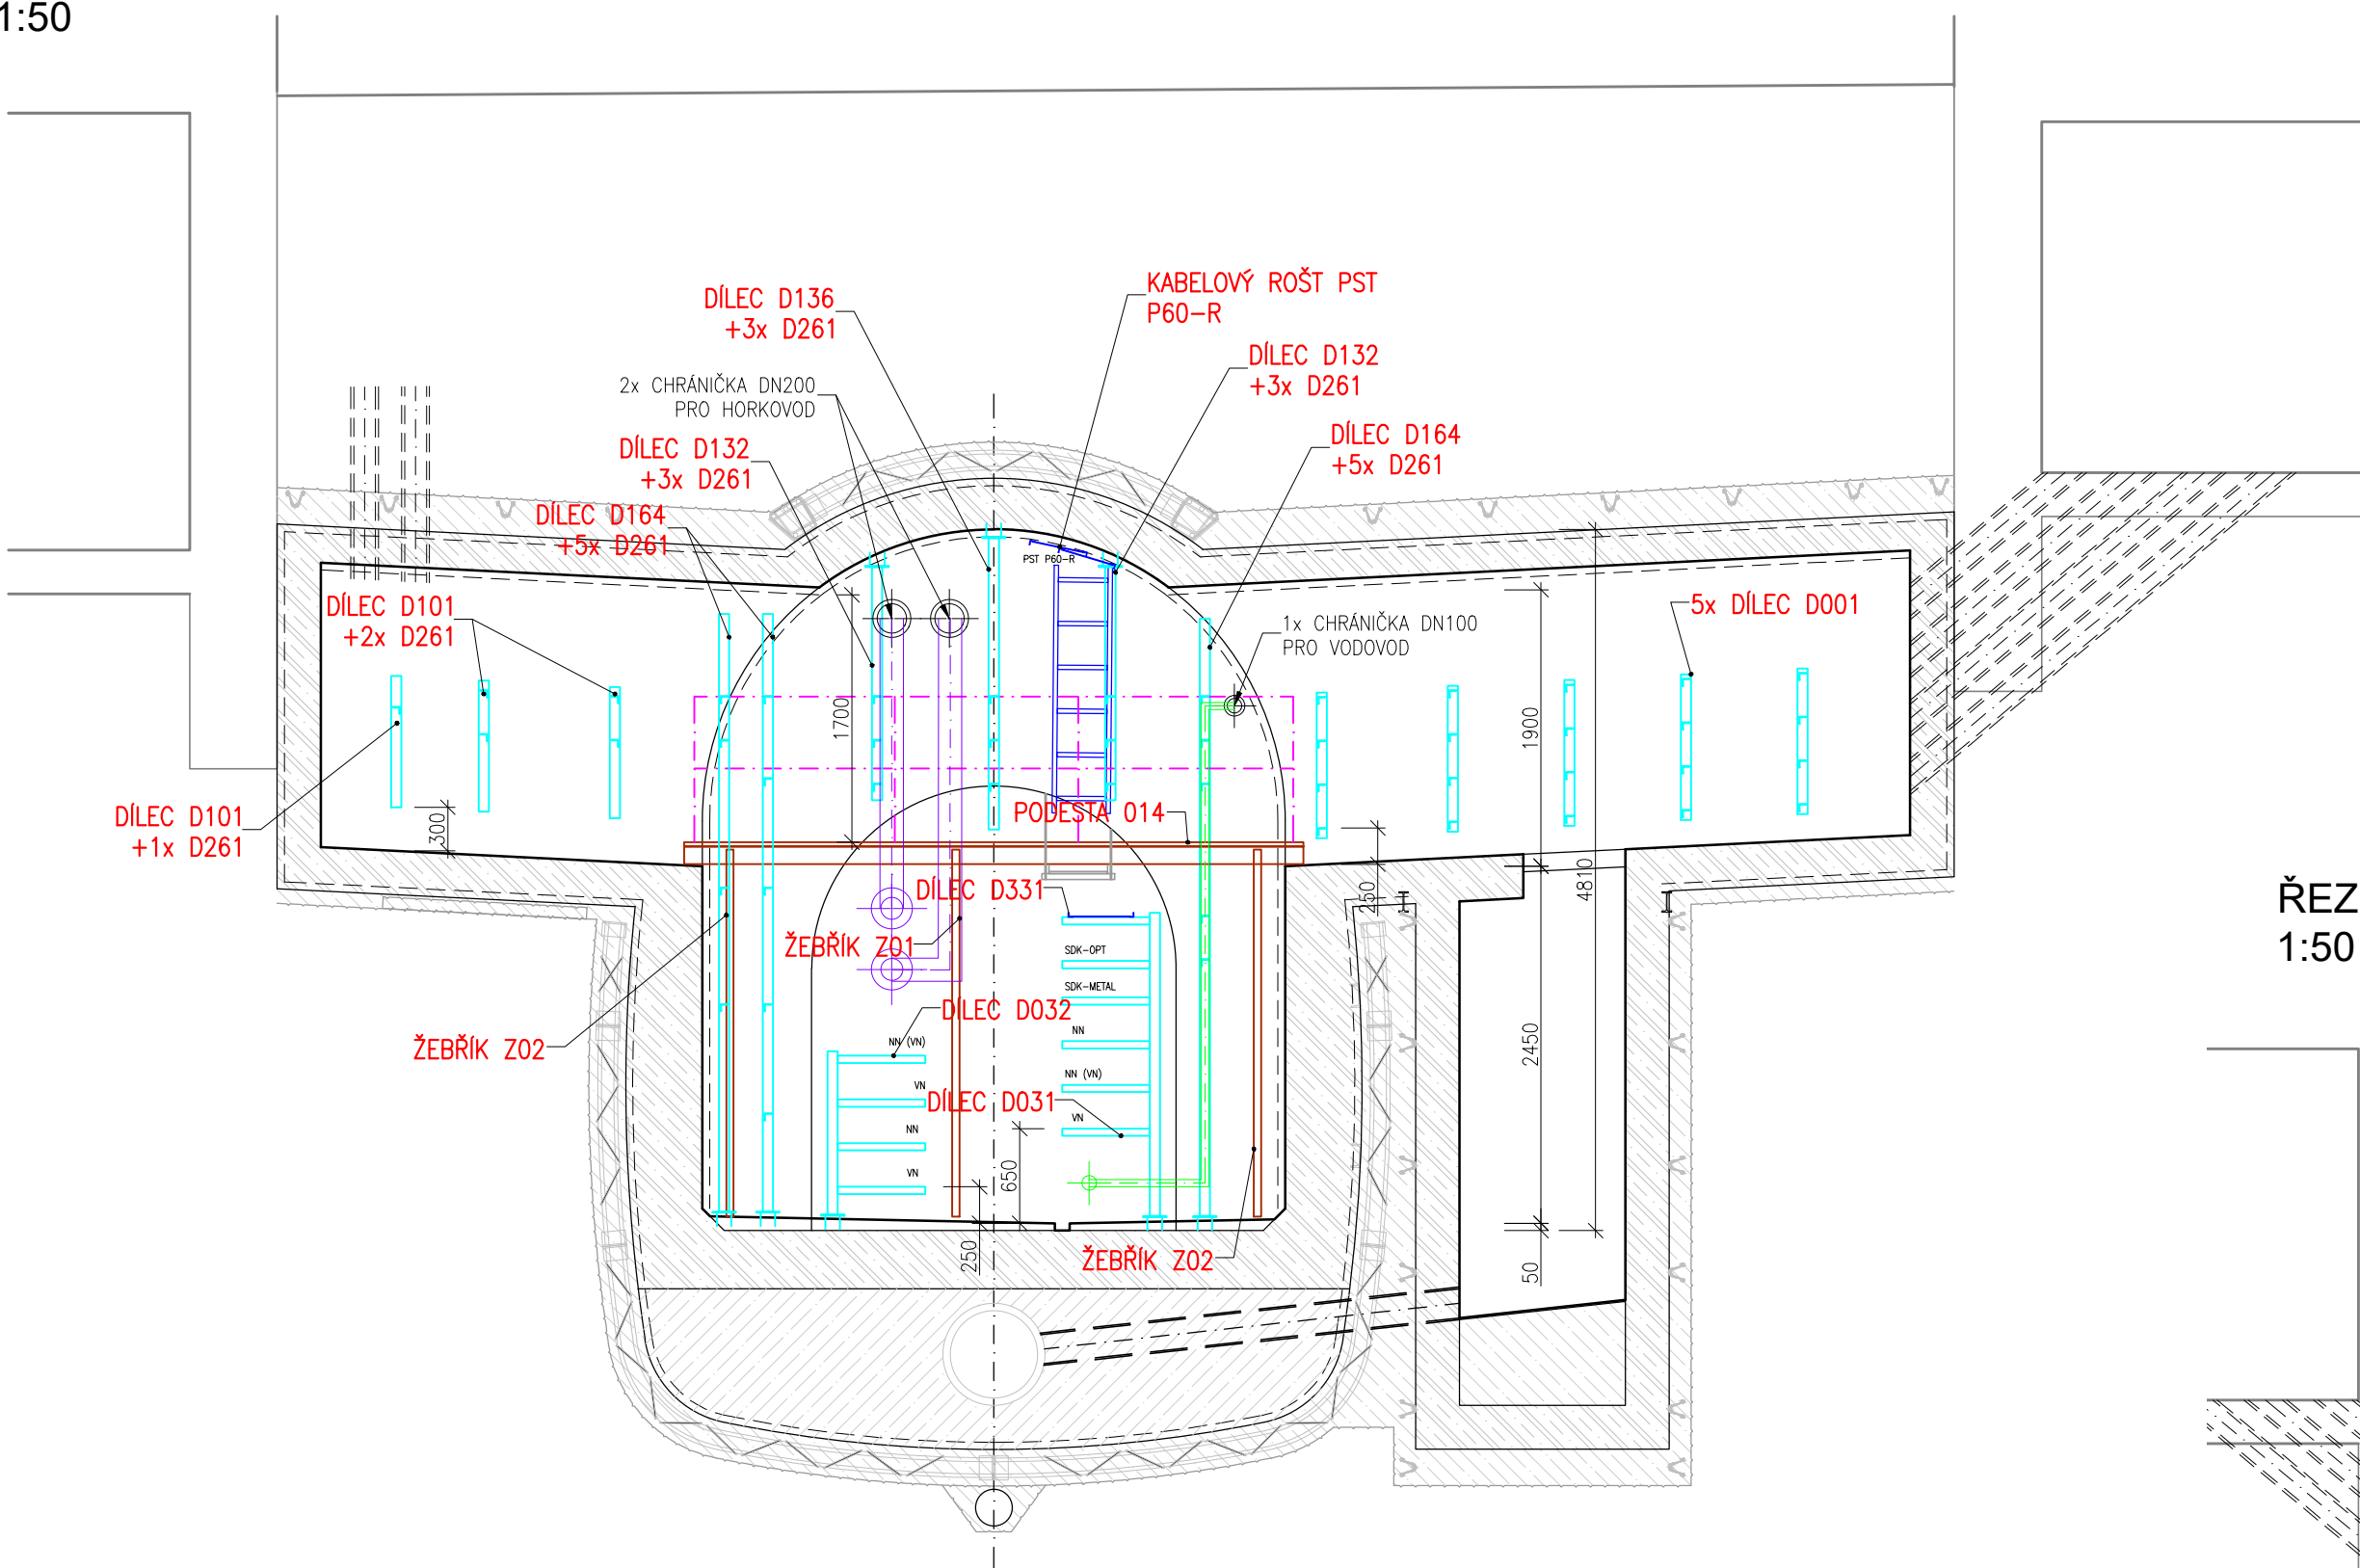 1:50
KABELOVÝ ROŠT PST
P60-R
DÍLEC D136
+3x D261
DÍLEC D132
+3x D261
2x CHRÁNIČKA DN200
PRO HORKOVOD
DÍLEC D164
+5x D261
DÍLEC D132
+3x D261
DÍLEC D164
+5x D261
PST P60-R
DÍLEC D101
+2x D261
5x DÍLEC D001
1x CHRÁNIČKA DN100
PRO VODOVOD
1700
1900
DÍLEC D101
+1x D261
300
PODESTA 014
250
4810
DÍLEC D331
ŘEZ
1:50
ŽEBŘÍK Z01
SDK-OPT
SDK-METAL
DÍLEC D032
NN
NN (VN)
ŽEBŘÍK Z02
2450
NN (VN)
VN
DÍLEC D031
VN
NN
VN
650
250
ŽEBŘÍK Z02
50